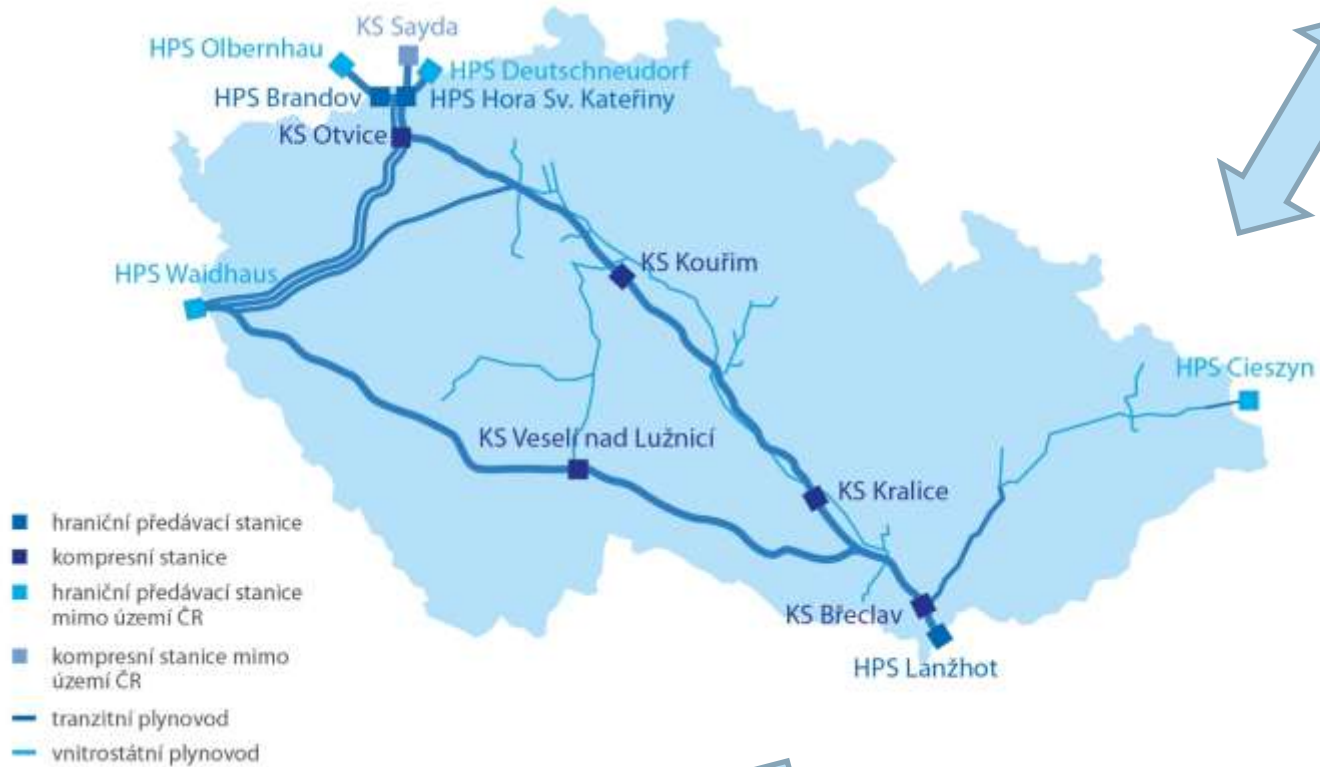 KS Sayda
HPS Olbernhau
HPS Deutschneudorf
HPS Brandov
HPS Hora Sv. Kateřiny
KS Otvice
KS Kouřim
HPS Waidhaus
HPS Cieszyn
KS Veselí nad Lužnicí
KS Kralice
KS Břeclav
HPS Lanžhot
hraniční předávací stanice
kompresní stanice
hraniční předávací stanice
mimo území ČR
kompresní stanice mimo
území ČR
tranzitní plynovod
vnitrostátní plynovod